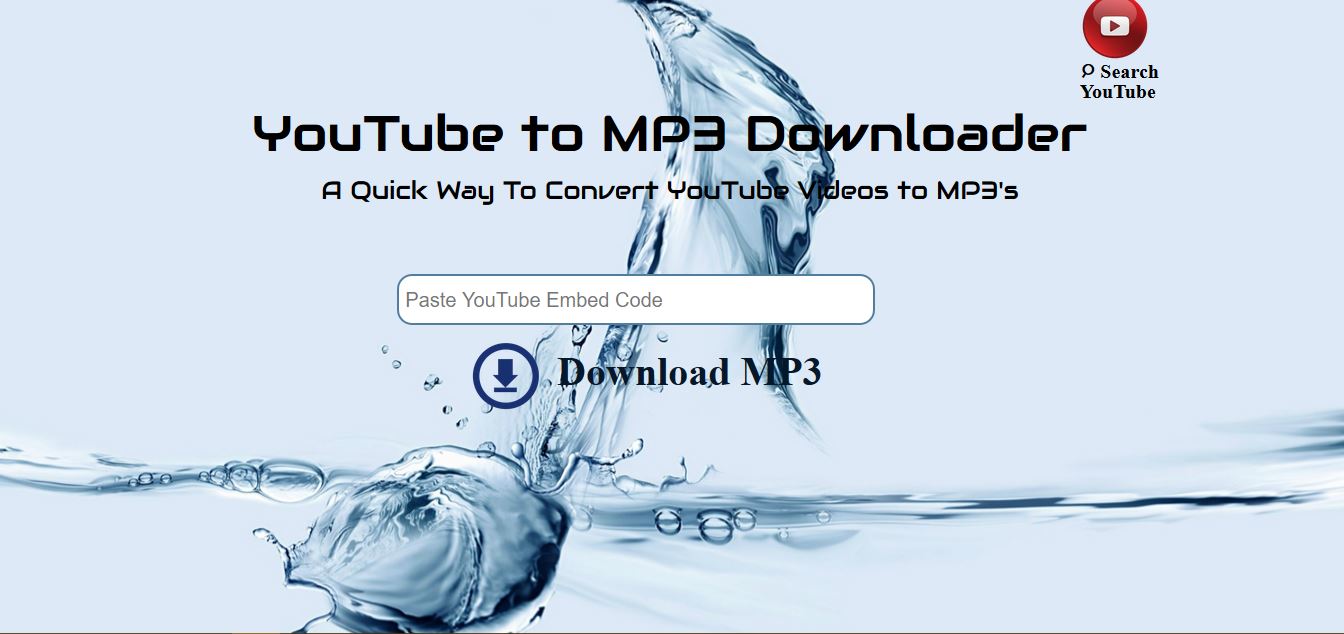 Search
YouTube
YouTube to MP3 Downloader
A Quick Way To Convert YouTube Videos to MP3's
Paste YouTube Embed Code
Download MP3